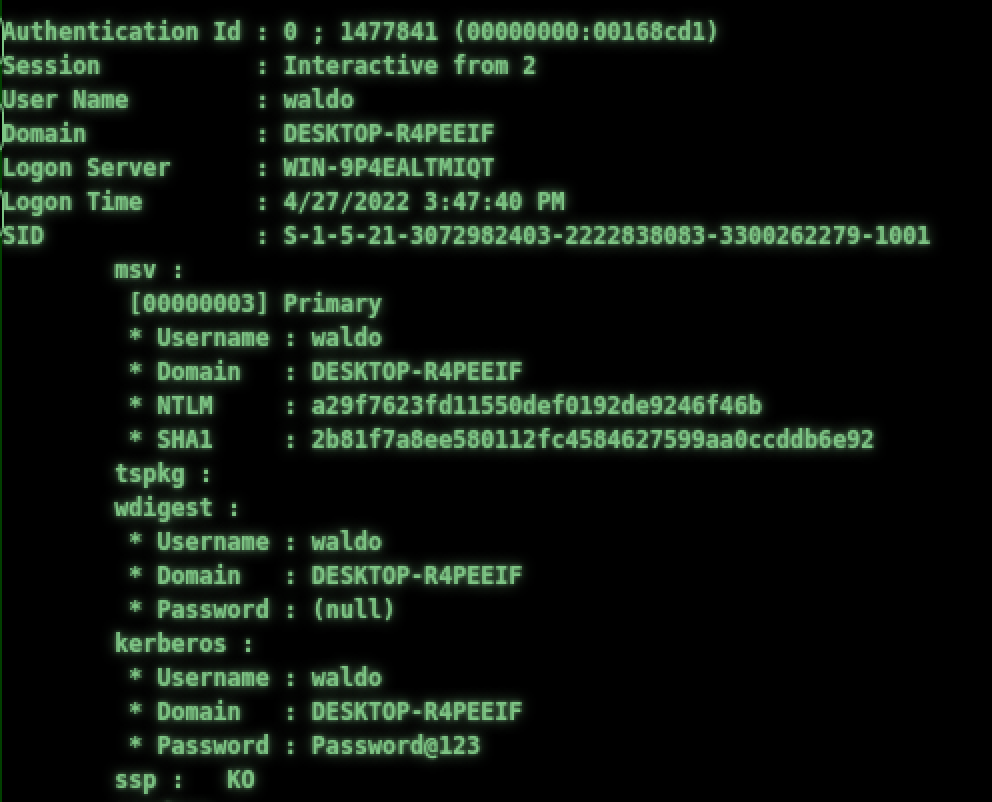 Authentication Id : 0 ; 1477841 (00000000:00168cd1)
Session           : Interactive from 2
User Name         : waldo
Domain            : DESKTOP-R4PEEIF
Logon Server      : WIN-9P4EALTMIQT
Logon Time        : 4/27/2022 3:47:40 PM
SID               : S-1-5-21-3072982403-2222838083-3300262279-1001
        msv :
         [00000003] Primary
         * Username : waldo
         * Domain   : DESKTOP-R4PEEIF
         * NTLM     : a29f7623fd11550def0192de9246f46b
         * SHA1     : 2b81f7a8ee580112fc4584627599aa0ccddb6e92
        tspkg :
        wdigest :
         * Username : waldo
         * Domain   : DESKTOP-R4PEEIF
         * Password : (null)
        kerberos :
         * Username : waldo
         * Domain   : DESKTOP-R4PEEIF
         * Password : Password@123
        ssp :   KO